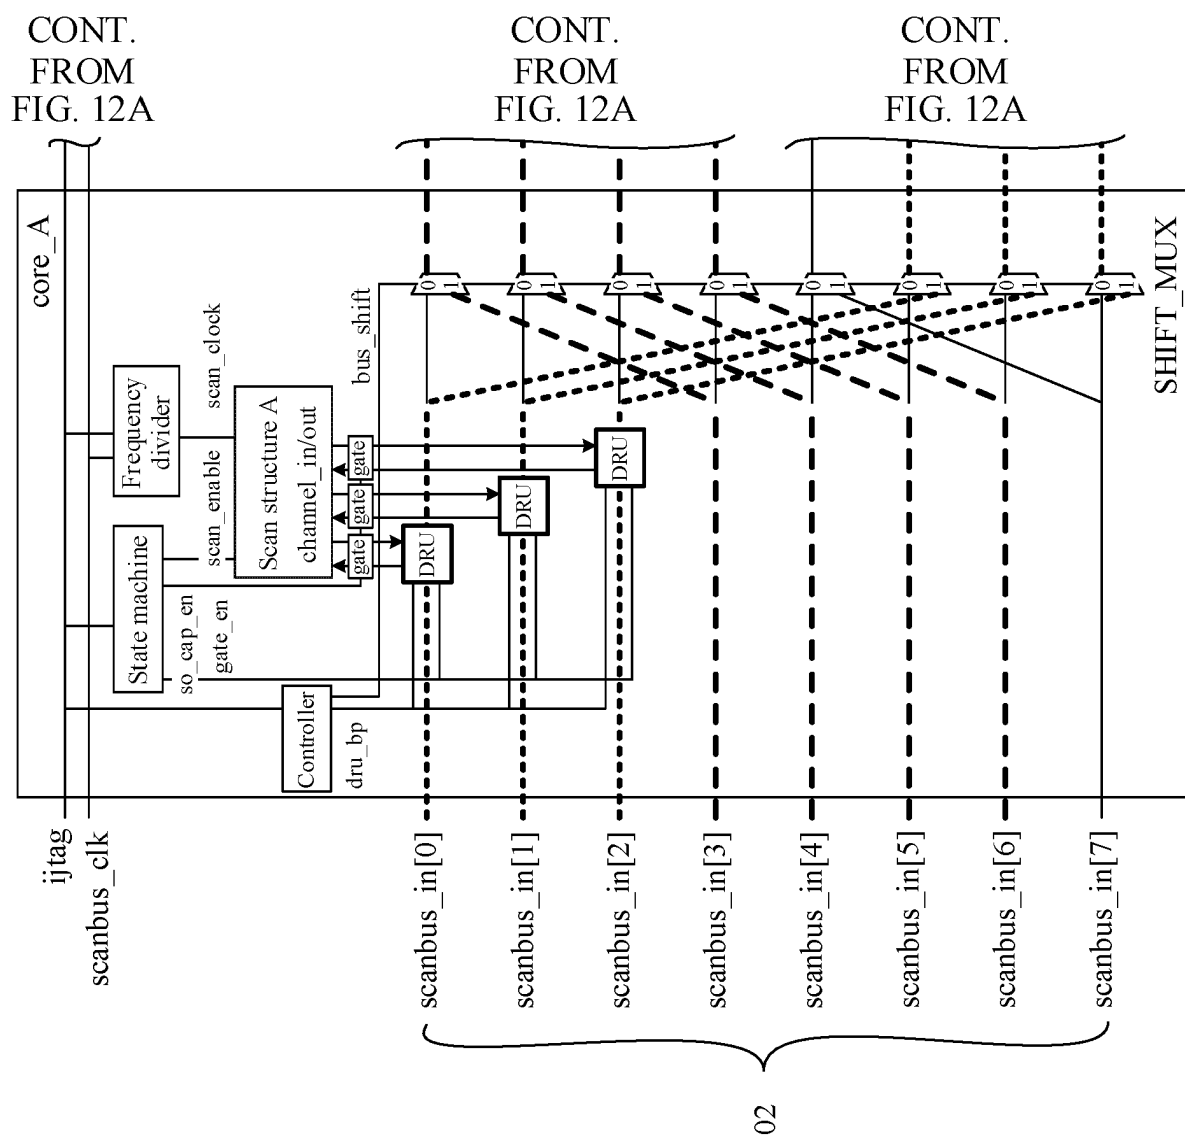 CONT.
FROM
FIG. 12A
CONT.
FROM
FIG. 12A
CONT.
FROM
FIG. 12A
core_A
SHIFT_MUX
scan_clock
bus_shift
0
1
0
1
0
1
0
1
0
1
0
1
0
1
0
1
Frequency
divider
scan_enable
Scan structure A
channel_in/out
gate
gate
gate
DRU
DRU
DRU
State machine
so_cap_en
gate_en
Controller
dru_bp
ijtag
scanbus_clk
scanbus_in[0]
scanbus_in[1]
scanbus_in[2]
scanbus_in[3]
scanbus_in[4]
scanbus_in[5]
scanbus_in[6]
scanbus_in[7]
02